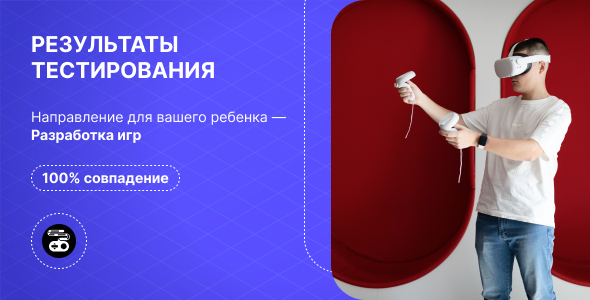 РЕЗУЛЬТАТЫ
ТЕСТИРОВАНИЯ
Направление для вашего ребенка —
Разработка игр
100% совпадение